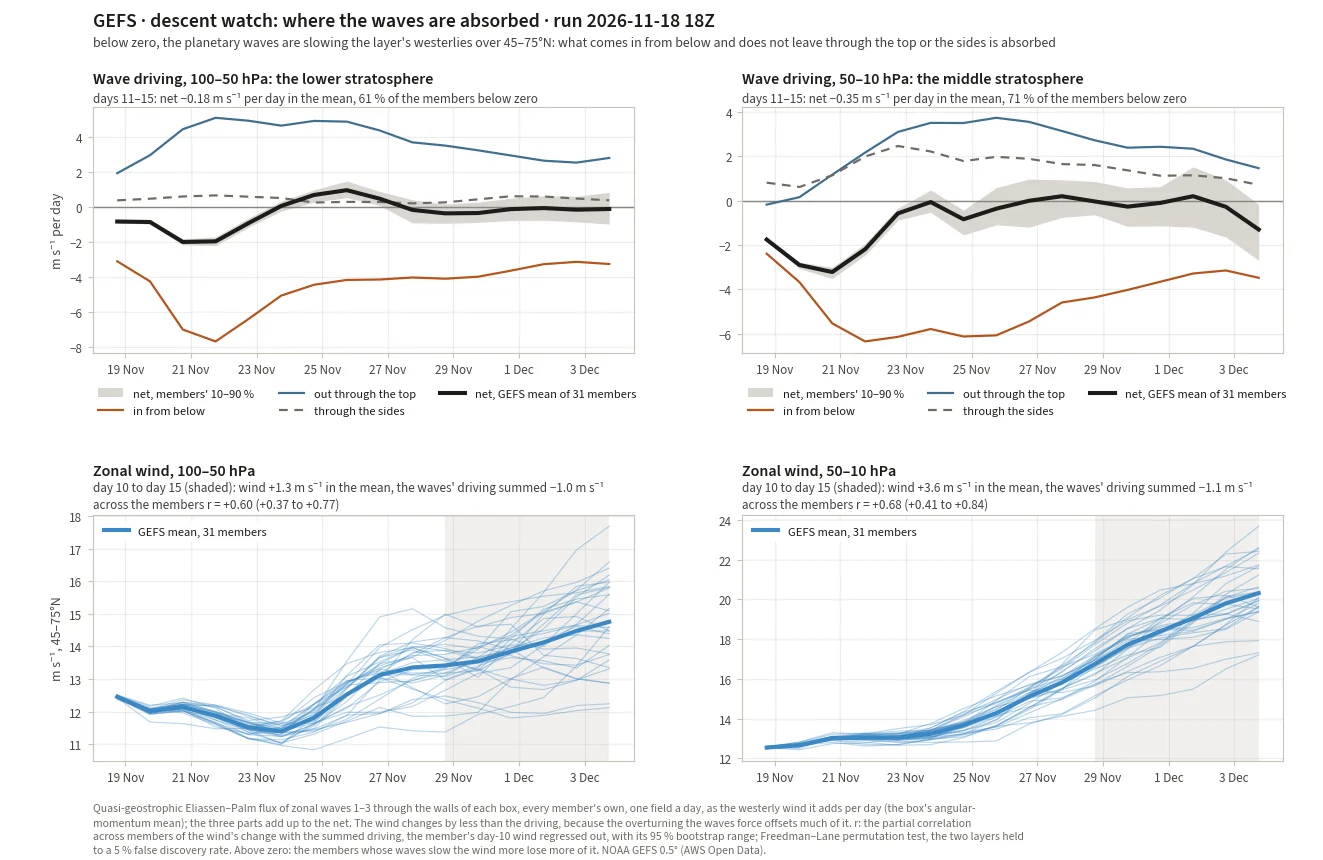 GEFS · descent watch: where the waves are absorbed · run 2026-11-18 18Z
below zero, the planetary waves are slowing the layer's westerlies over 45–75°N: what comes in from below and does not leave through the top or the sides is absorbed
Wave driving, 100–50 hPa: the lower stratosphere
days 11–15: net −0.18 m s⁻¹ per day in the mean, 61 % of the members below zero
4
2
0
−2
−4
−6
−8
m s⁻¹ per day
19 Nov 21 Nov 23 Nov 25 Nov 27 Nov 29 Nov 1 Dec 3 Dec
net, members' 10–90 % out through the top net, GEFS mean of 31 members
in from below through the sides
Wave driving, 50–10 hPa: the middle stratosphere
days 11–15: net −0.35 m s⁻¹ per day in the mean, 71 % of the members below zero
4
2
0
−2
−4
−6
19 Nov 21 Nov 23 Nov 25 Nov 27 Nov 29 Nov 1 Dec 3 Dec
net, members' 10–90 % out through the top net, GEFS mean of 31 members
in from below through the sides
Zonal wind, 100–50 hPa
day 10 to day 15 (shaded): wind +1.3 m s⁻¹ in the mean, the waves' driving summed −1.0 m s⁻¹
across the members r = +0.60 (+0.37 to +0.77)
GEFS mean, 31 members
18
17
16
15
14
13
12
11
m s⁻¹, 45–75°N
19 Nov 21 Nov 23 Nov 25 Nov 27 Nov 29 Nov 1 Dec 3 Dec
Zonal wind, 50–10 hPa
day 10 to day 15 (shaded): wind +3.6 m s⁻¹ in the mean, the waves' driving summed −1.1 m s⁻¹
across the members r = +0.68 (+0.41 to +0.84)
GEFS mean, 31 members
24
22
20
18
16
14
12
19 Nov 21 Nov 23 Nov 25 Nov 27 Nov 29 Nov 1 Dec 3 Dec
Quasi-geostrophic Eliassen–Palm flux of zonal waves 1–3 through the walls of each box, every member's own, one field a day, as the westerly wind it adds per day (the box's angular-
momentum mean); the three parts add up to the net. The wind changes by less than the driving, because the overturning the waves force offsets much of it. r: the partial correlation
across members of the wind's change with the summed driving, the member's day-10 wind regressed out, with its 95 % bootstrap range; Freedman–Lane permutation test, the two layers held
to a 5 % false discovery rate. Above zero: the members whose waves slow the wind more lose more of it. NOAA GEFS 0.5° (AWS Open Data).